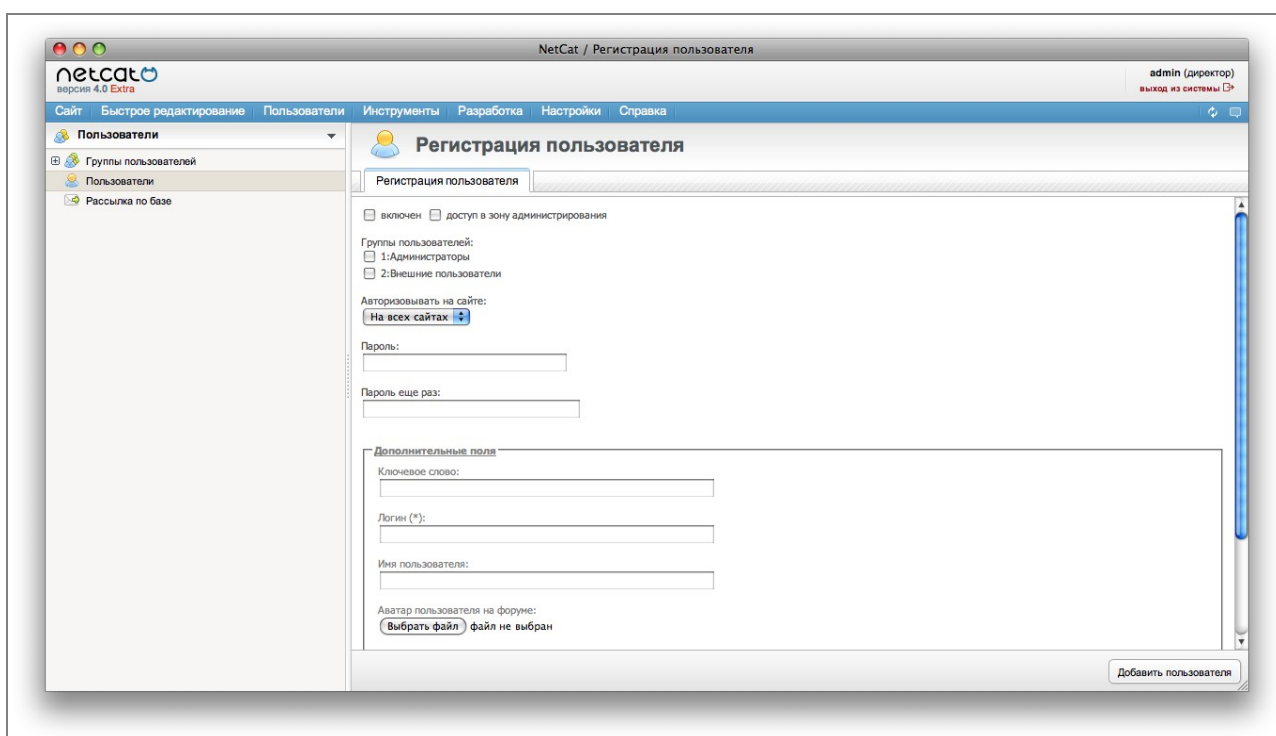 NetCat / Регистрация пользователя
netcat
версия 4.0 Extra
admin (директор)
выход из системы
Сайт Быстрое редактирование Пользователи Инструменты Разработка Настройки Справка
Пользователи
Группы пользователей
Пользователи
Рассылка по базе
Регистрация пользователя
Регистрация пользователя
включен доступ в зону администрирования
Группы пользователей:
1:Администраторы
2:Внешние пользователи
Авторизовывать на сайте:
На всех сайтах
Пароль:
Пароль еще раз:
Дополнительные поля
Ключевое слово:
Логин (*):
Имя пользователя:
Аватар пользователя на форуме:
Выбрать файл файл не выбран
Добавить пользователя